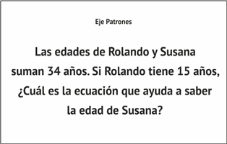 Eje Patrones
Las edades de Rolando y Susana
suman 34 años. Si Rolando tiene 15 años,
¿Cuál es la ecuación que ayuda a saber
la edad de Susana?